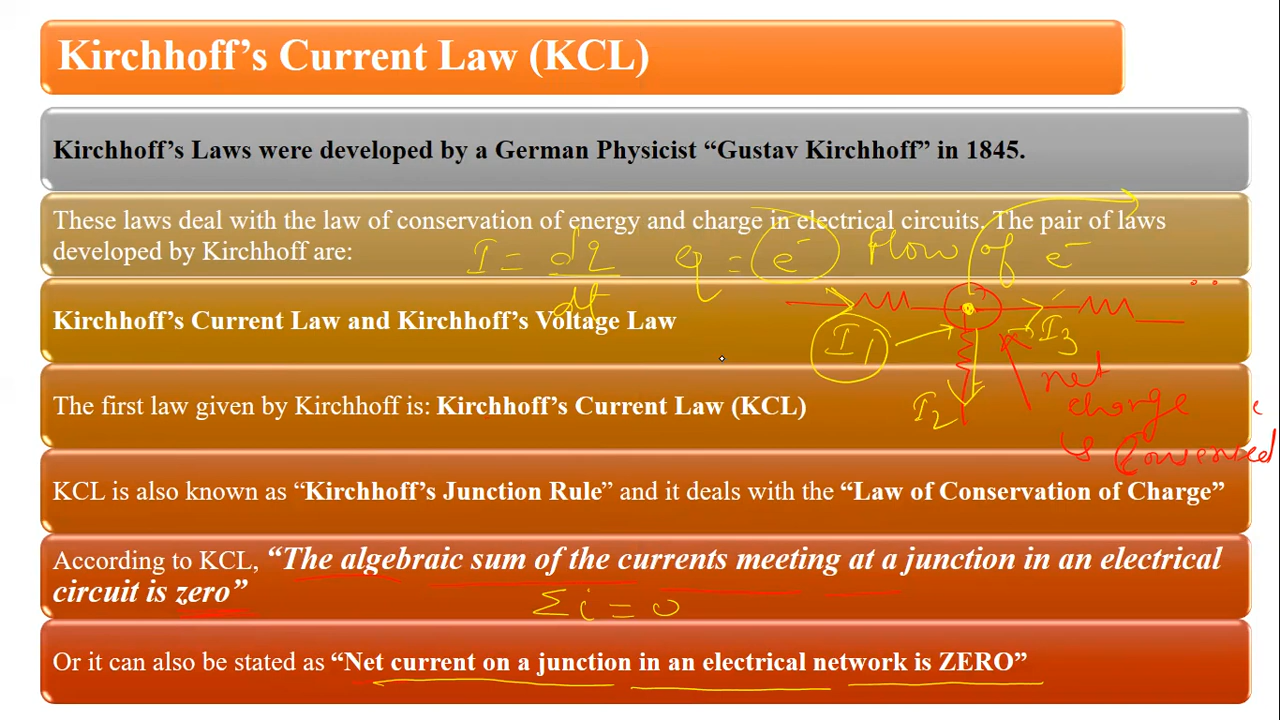 Kirchhoff’s Current Law (KCL)
Kirchhoff’s Laws were developed by a German Physicist “Gustav Kirchhoff” in 1845.
These laws deal with the law of conservation of energy and charge in electrical circuits. The pair of laws
developed by Kirchhoff are:
I = dq/dt
q = e⁻ flow of e⁻
Kirchhoff’s Current Law and Kirchhoff’s Voltage Law
I₁
I₃
I₂
net
charge
is conserved
The first law given by Kirchhoff is: Kirchhoff’s Current Law (KCL)
KCL is also known as “Kirchhoff’s Junction Rule” and it deals with the “Law of Conservation of Charge”
According to KCL, “The algebraic sum of the currents meeting at a junction in an electrical
circuit is zero”
Σi = 0
Or it can also be stated as “Net current on a junction in an electrical network is ZERO”